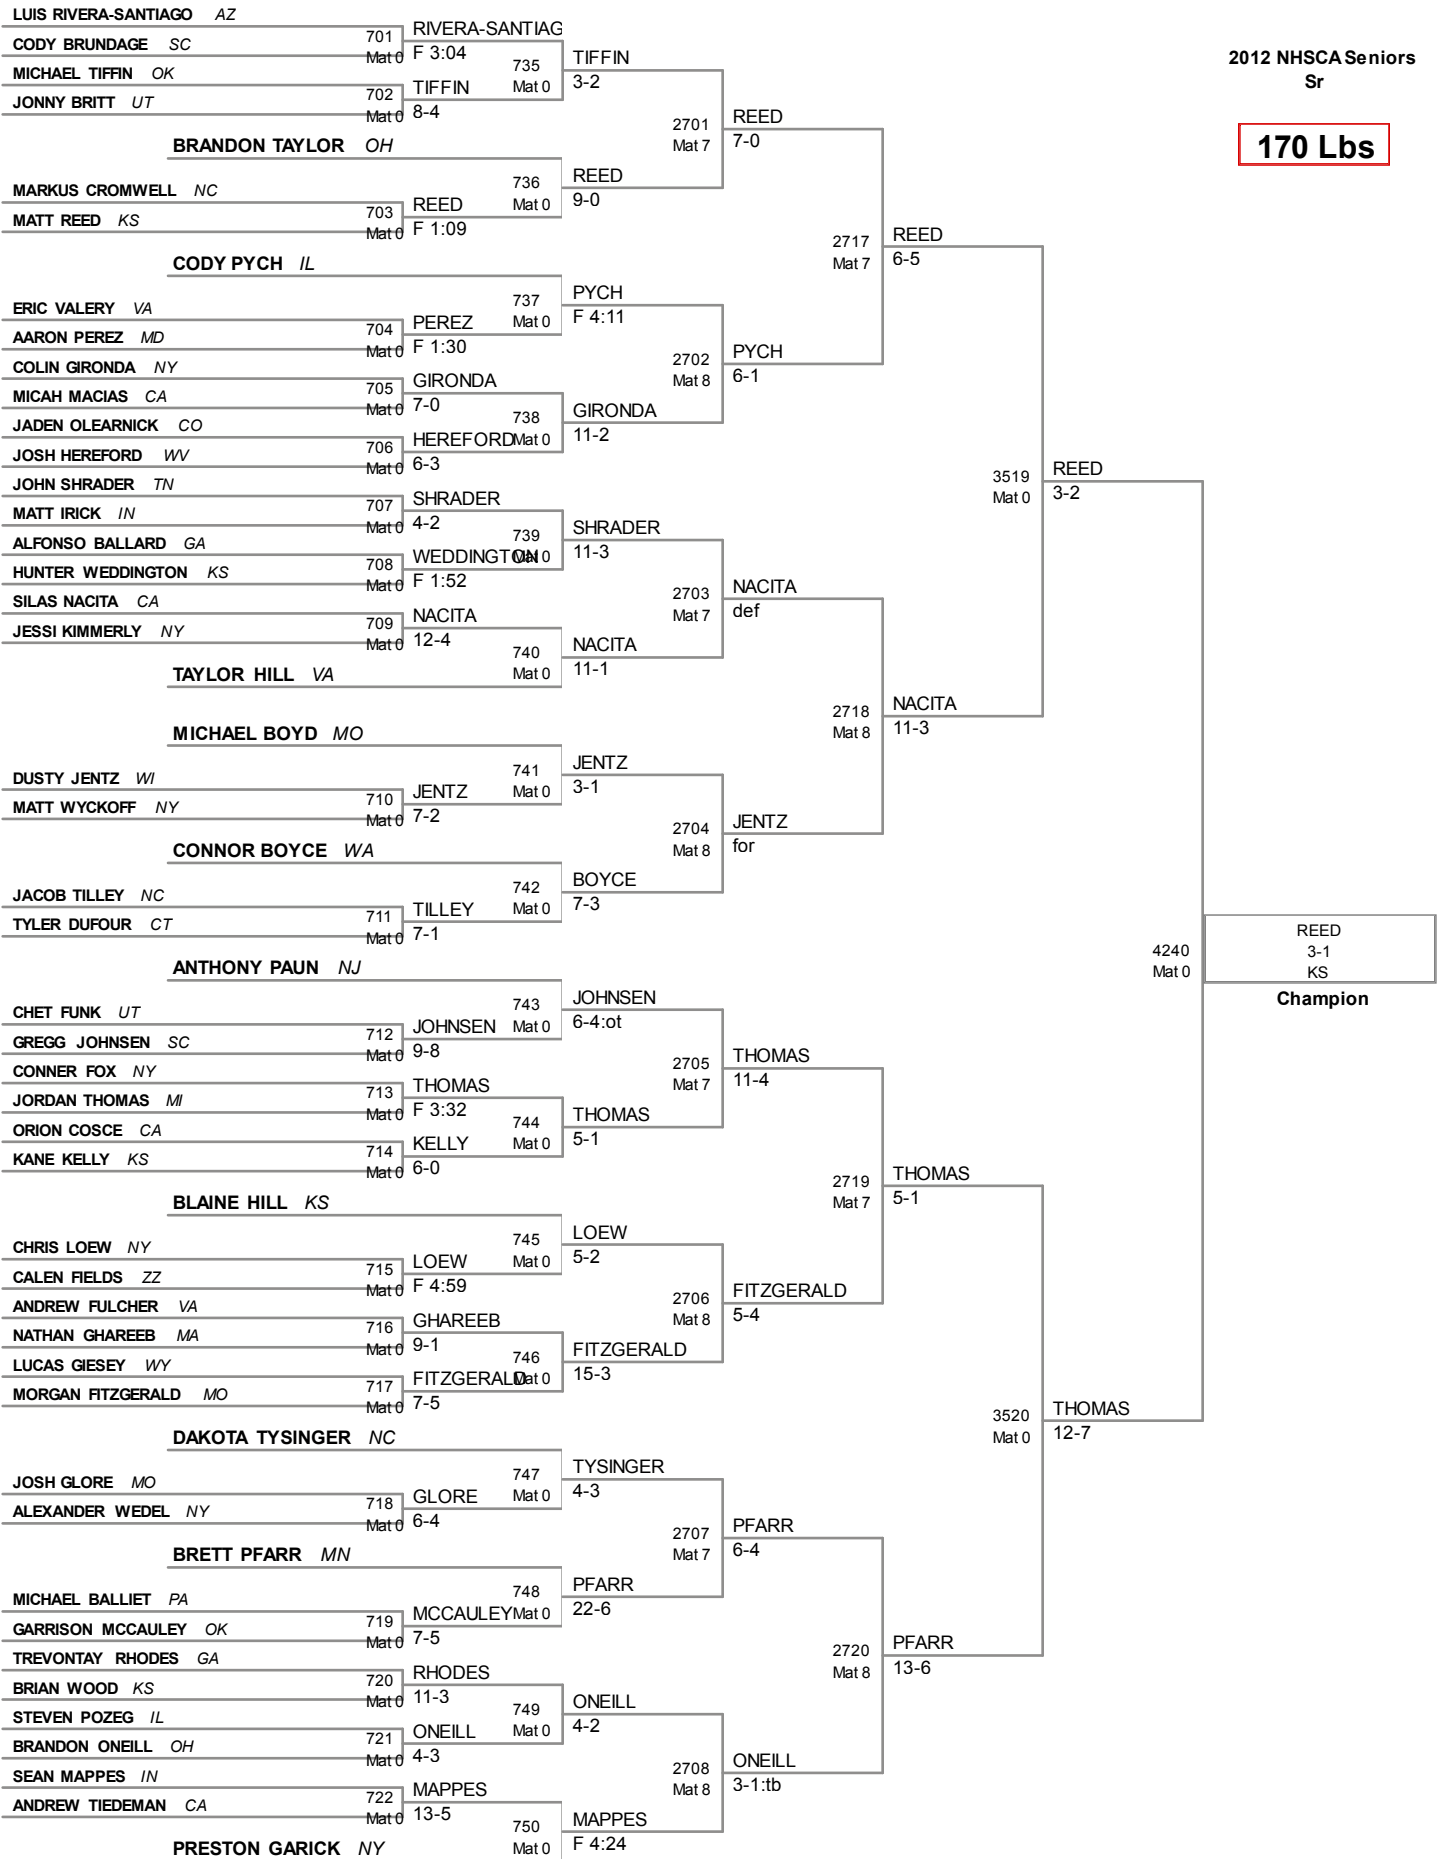 LUIS RIVERA-SANTIAGO AZ
701 RIVERA-SANTIAG
CODY BRUNDAGE SC
Mat 0 F 3:04
2012 NHSCA Seniors
735 TIFFIN
MICHAEL TIFFIN OK
Mat 0 3-2
Sr
702 TIFFIN
JONNY BRITT UT
Mat 0 8-4
2701 REED
Mat 7 7-0
170 Lbs
BRANDON TAYLOR OH
736 REED
MARKUS CROMWELL NC
Mat 0 9-0
703 REED
MATT REED KS
Mat 0 F 1:09
2717 REED
Mat 7 6-5
CODY PYCH IL
737 PYCH
ERIC VALERY VA
Mat 0 F 4:11
704 PEREZ
AARON PEREZ MD
Mat 0 F 1:30
2702 PYCH
COLIN GIRONDA NY
Mat 8 6-1
705 GIRONDA
MICAH MACIAS CA
Mat 0 7-0
738 GIRONDA
JADEN OLEARNICK CO
Mat 0 11-2
706 HEREFORD
JOSH HEREFORD WV
Mat 0 6-3
3519 REED
JOHN SHRADER TN
Mat 0 3-2
707 SHRADER
MATT IRICK IN
Mat 0 4-2
739 SHRADER
ALFONSO BALLARD GA
Mat 0 11-3
708 WEDDINGTON
HUNTER WEDDINGTON KS
Mat 0 F 1:52
2703 NACITA
SILAS NACITA CA
Mat 7 def
709 NACITA
JESSI KIMMERLY NY
Mat 0 12-4
740 NACITA
TAYLOR HILL VA
Mat 0 11-1
2718 NACITA
Mat 8 11-3
MICHAEL BOYD MO
741 JENTZ
DUSTY JENTZ WI
Mat 0 3-1
710 JENTZ
MATT WYCKOFF NY
Mat 0 7-2
2704 JENTZ
Mat 8 for
CONNOR BOYCE WA
742 BOYCE
JACOB TILLEY NC
Mat 0 7-3
711 TILLEY
TYLER DUFOUR CT
Mat 0 7-1
REED
4240 3-1
Mat 0 KS
Champion
ANTHONY PAUN NJ
743 JOHNSEN
CHET FUNK UT
Mat 0 6-4:ot
712 JOHNSEN
GREGG JOHNSEN SC
Mat 0 9-8
2705 THOMAS
CONNER FOX NY
Mat 7 11-4
713 THOMAS
JORDAN THOMAS MI
Mat 0 F 3:32
744 THOMAS
ORION COSCE CA
Mat 0 5-1
714 KELLY
KANE KELLY KS
Mat 0 6-0
2719 THOMAS
Mat 7 5-1
BLAINE HILL KS
745 LOEW
CHRIS LOEW NY
Mat 0 5-2
715 LOEW
CALEN FIELDS ZZ
Mat 0 F 4:59
2706 FITZGERALD
ANDREW FULCHER VA
Mat 8 5-4
716 GHAREEB
NATHAN GHAREEB MA
Mat 0 9-1
746 FITZGERALD
LUCAS GIESEY WY
Mat 0 15-3
717 FITZGERALD
MORGAN FITZGERALD MO
Mat 0 7-5
3520 THOMAS
Mat 0 12-7
DAKOTA TYSINGER NC
747 TYSINGER
JOSH GLORE MO
Mat 0 4-3
718 GLORE
ALEXANDER WEDEL NY
Mat 0 6-4
2707 PFARR
Mat 7 6-4
BRETT PFARR MN
748 PFARR
MICHAEL BALLIET PA
Mat 0 22-6
719 MCCAULEY
GARRISON MCCAULEY OK
Mat 0 7-5
2720 PFARR
TREVONTAY RHODES GA
Mat 8 13-6
720 RHODES
BRIAN WOOD KS
Mat 0 11-3
749 ONEILL
STEVEN POZEG IL
Mat 0 4-2
721 ONEILL
BRANDON ONEILL OH
Mat 0 4-3
2708 ONEILL
SEAN MAPPES IN
Mat 8 3-1:tb
722 MAPPES
ANDREW TIEDEMAN CA
Mat 0 13-5
750 MAPPES
PRESTON GARICK NY
Mat 0 F 4:24